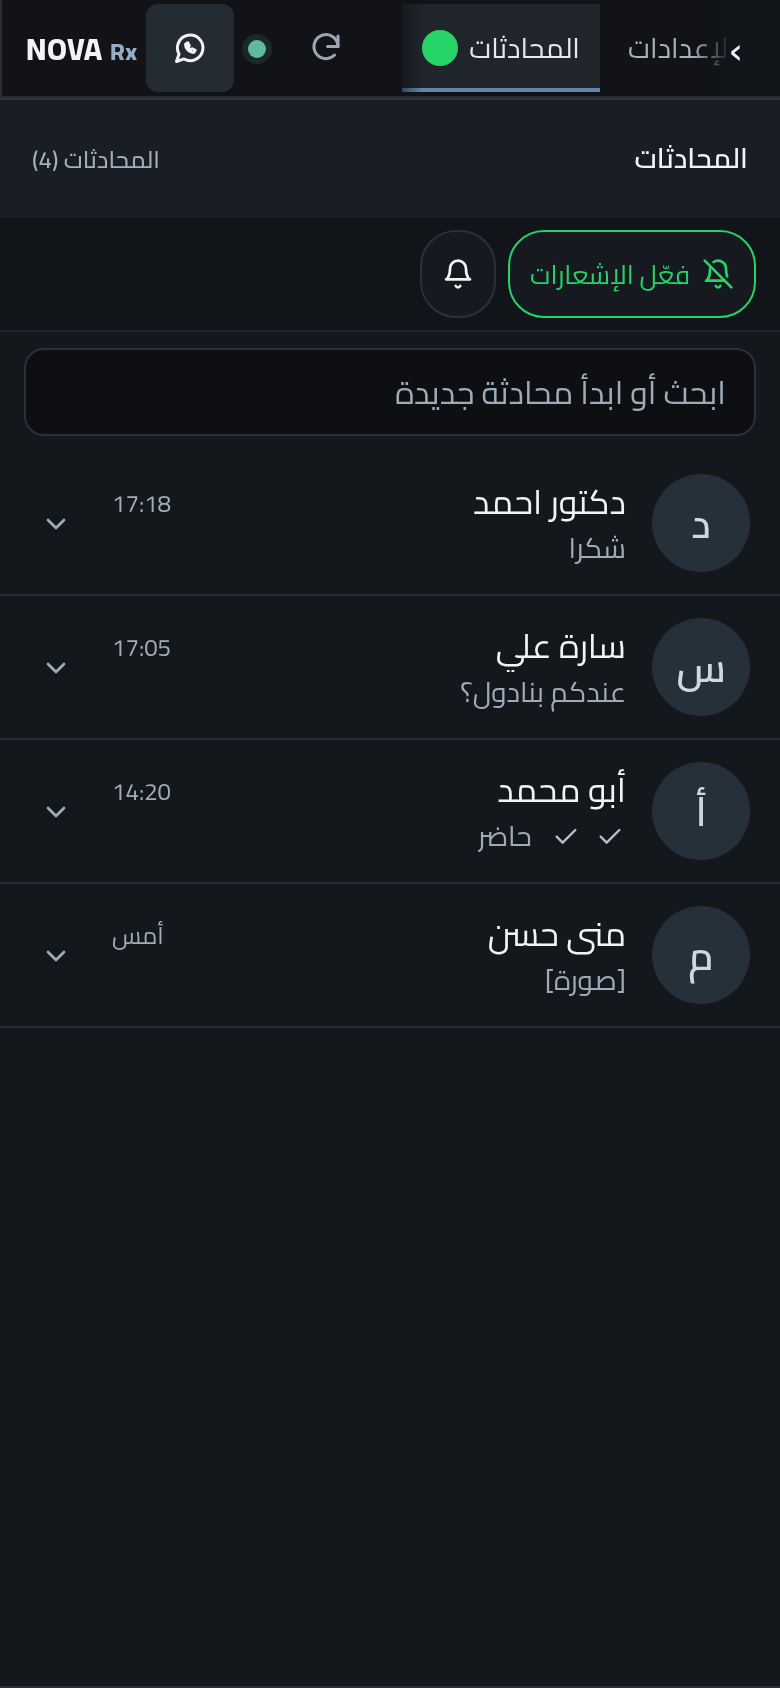 NOVA Rx
المحادثات
لإعدادات
المحادثات
المحادثات (4)
فعّل الإشعارات
ابحث أو ابدأ محادثة جديدة
د
دكتور احمد
17:18
شكرا
س
سارة علي
17:05
عندكم بنادول؟
أ
أبو محمد
14:20
حاضر
م
منى حسن
أمس
[صورة]